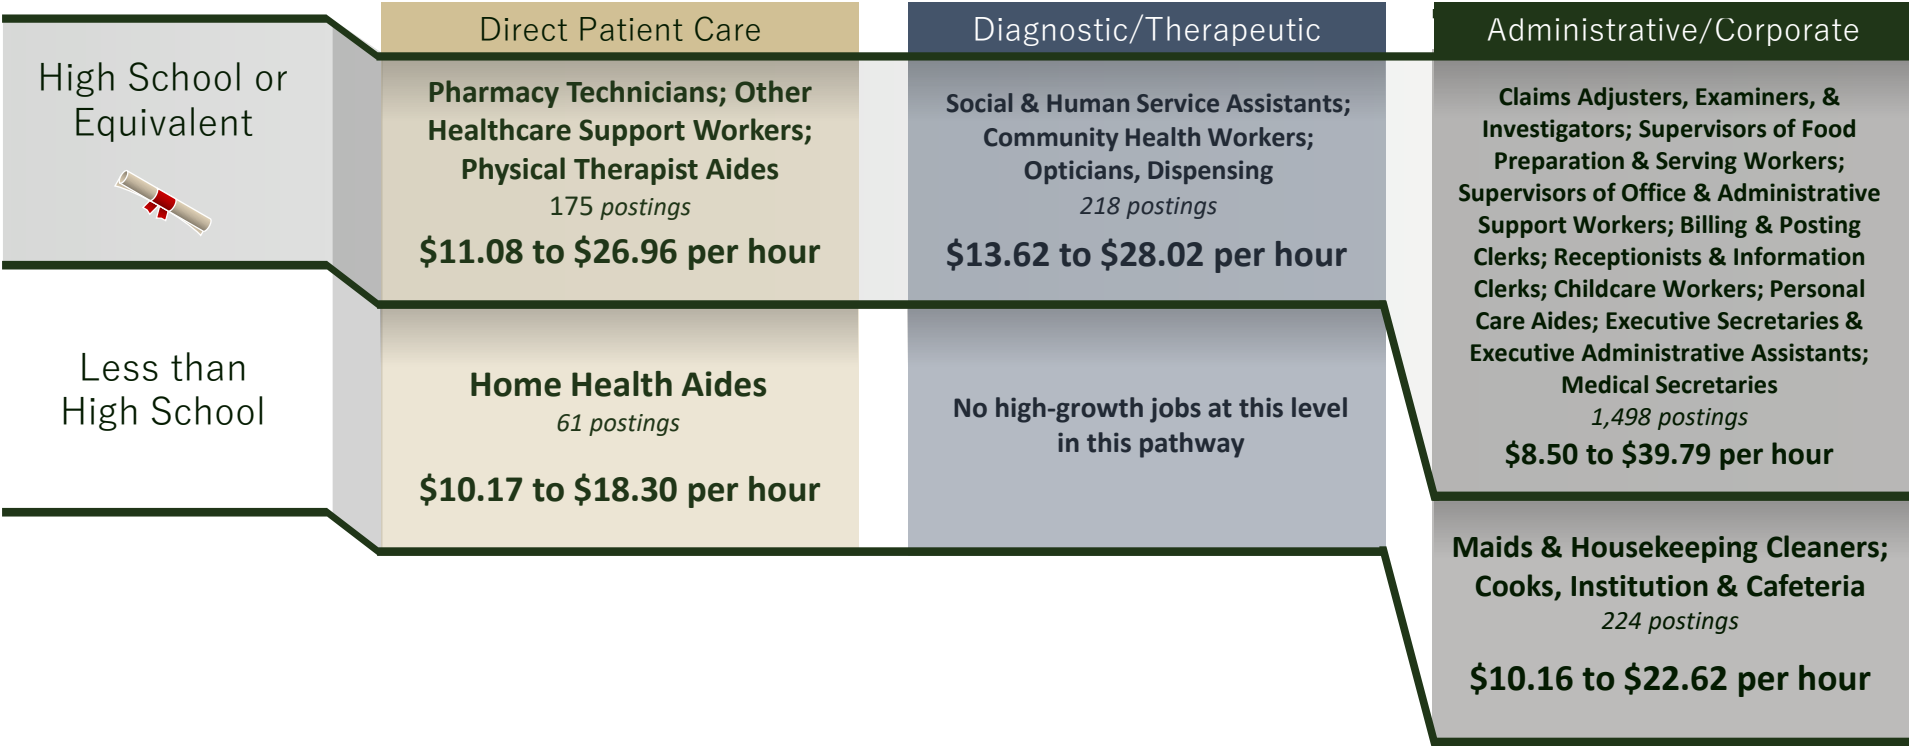 Direct Patient Care
Diagnostic/Therapeutic
Administrative/Corporate
High School or
Equivalent
Pharmacy Technicians; Other
Healthcare Support Workers;
Physical Therapist Aides
175 postings
$11.08 to $26.96 per hour
Social & Human Service Assistants;
Community Health Workers;
Opticians, Dispensing
218 postings
$13.62 to $28.02 per hour
Claims Adjusters, Examiners, &
Investigators; Supervisors of Food
Preparation & Serving Workers;
Supervisors of Office & Administrative
Support Workers; Billing & Posting
Clerks; Receptionists & Information
Clerks; Childcare Workers; Personal
Care Aides; Executive Secretaries &
Executive Administrative Assistants;
Medical Secretaries
1,498 postings
$8.50 to $39.79 per hour
Less than
High School
Home Health Aides
61 postings
$10.17 to $18.30 per hour
No high-growth jobs at this level
in this pathway
Maids & Housekeeping Cleaners;
Cooks, Institution & Cafeteria
224 postings
$10.16 to $22.62 per hour